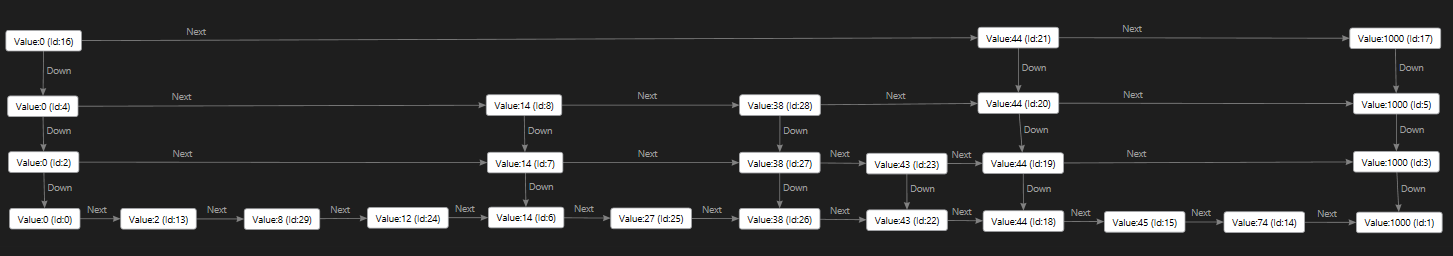 Next Next
Value:0 (Id:16) Value:44 (Id:21) Value:1000 (Id:17)
Down Down Down
Next Next Next Next
Value:0 (Id:4) Value:14 (Id:8) Value:38 (Id:28) Value:44 (Id:20) Value:1000 (Id:5)
Down Down Down Down Down
Next Next Next Next Next
Value:0 (Id:2) Value:14 (Id:7) Value:38 (Id:27) Value:43 (Id:23) Value:44 (Id:19) Value:1000 (Id:3)
Down Down Down Down Down Down
Next Next Next Next Next Next Next Next Next Next Next
Value:0 (Id:0) Value:2 (Id:13) Value:8 (Id:29) Value:12 (Id:24) Value:14 (Id:6) Value:27 (Id:25) Value:38 (Id:26) Value:43 (Id:22) Value:44 (Id:18) Value:45 (Id:15) Value:74 (Id:14) Value:1000 (Id:1)